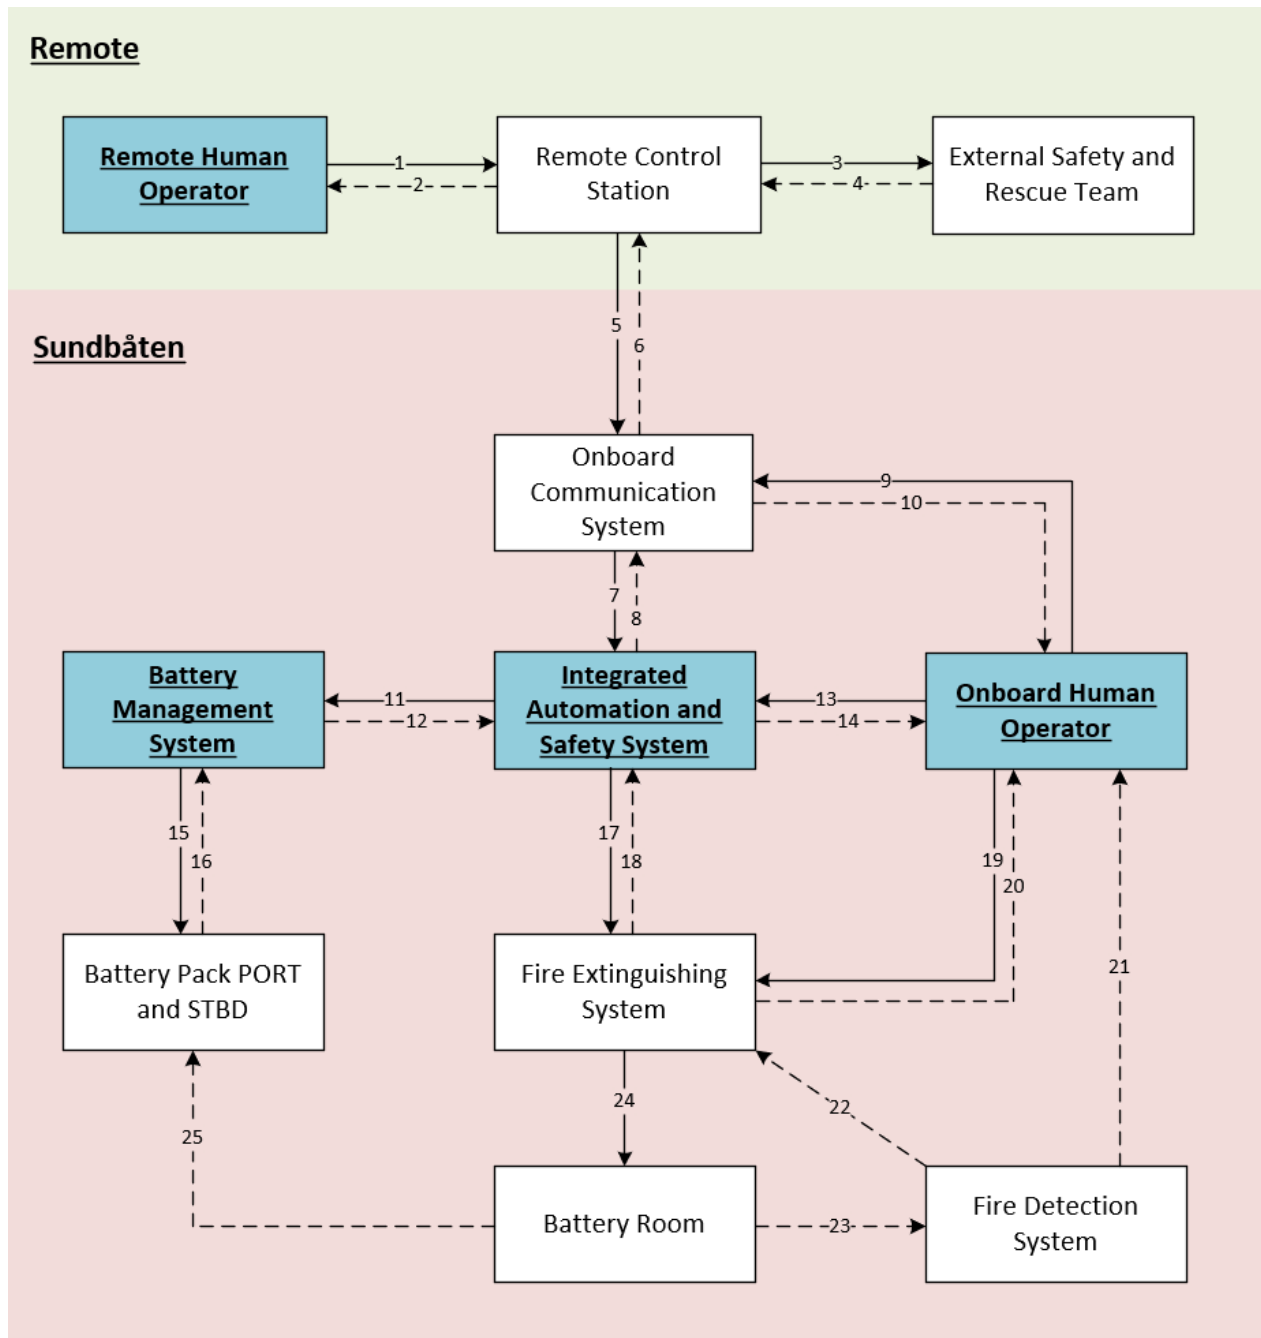 Remote
Remote Human
Operator
1
2
Remote Control
Station
3
4
External Safety and
Rescue Team
5
6
Sundbåten
Onboard
Communication
System
9
10
7
8
Battery
Management
System
11
12
Integrated
Automation and
Safety System
13
14
Onboard Human
Operator
15
16
17
18
19
20
21
Battery Pack PORT
and STBD
Fire Extinguishing
System
22
24
25
Battery Room
23
Fire Detection
System